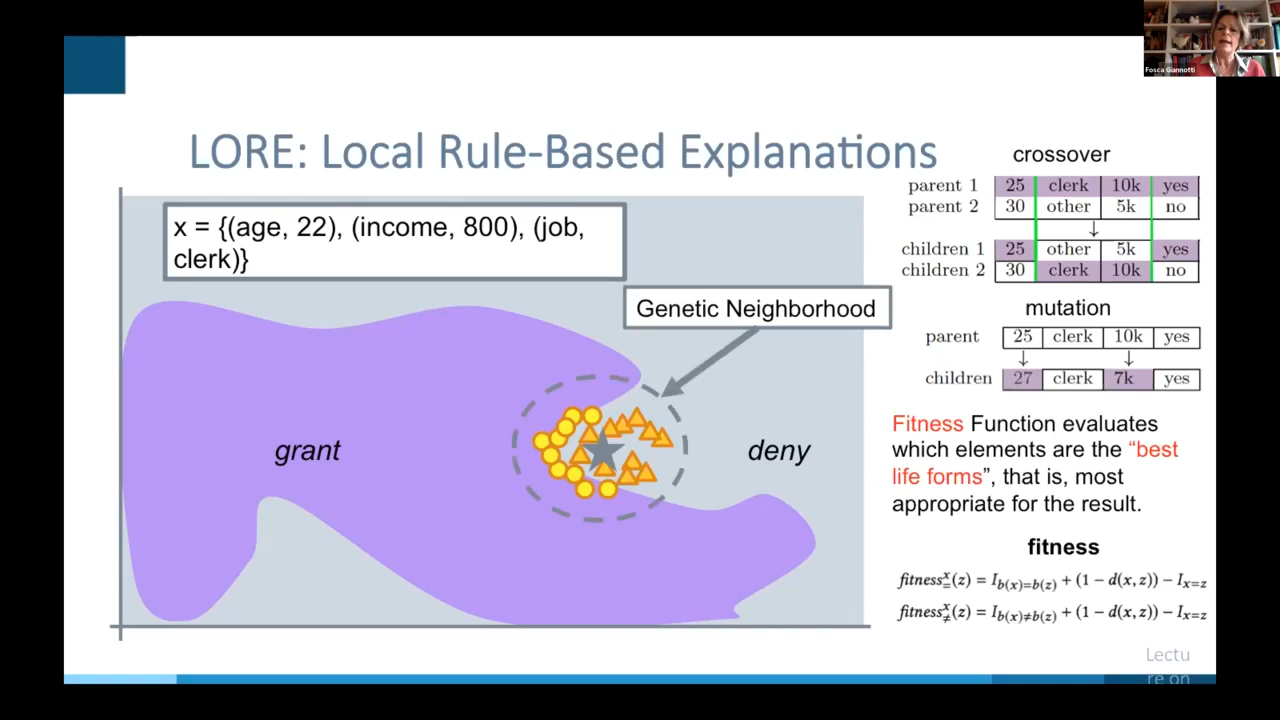 Fosca Giannotti
LORE: Local Rule-Based Explanations
x = {(age, 22), (income, 800), (job,
clerk)}
Genetic Neighborhood
grant
deny
crossover
parent 1 25 clerk 10k yes
parent 2 30 other 5k no
↓
children 1 25 other 5k yes
children 2 30 clerk 10k no
mutation
parent 25 clerk 10k yes
↓ ↓
children 27 clerk 7k yes
Fitness Function evaluates
which elements are the “best
life forms”, that is, most
appropriate for the result.
fitness
fitness^x_=(z) = I_{b(x)=b(z)} + (1 − d(x, z)) − I_{x=z}
fitness^x_≠(z) = I_{b(x)≠b(z)} + (1 − d(x, z)) − I_{x=z}
Lectu
re on